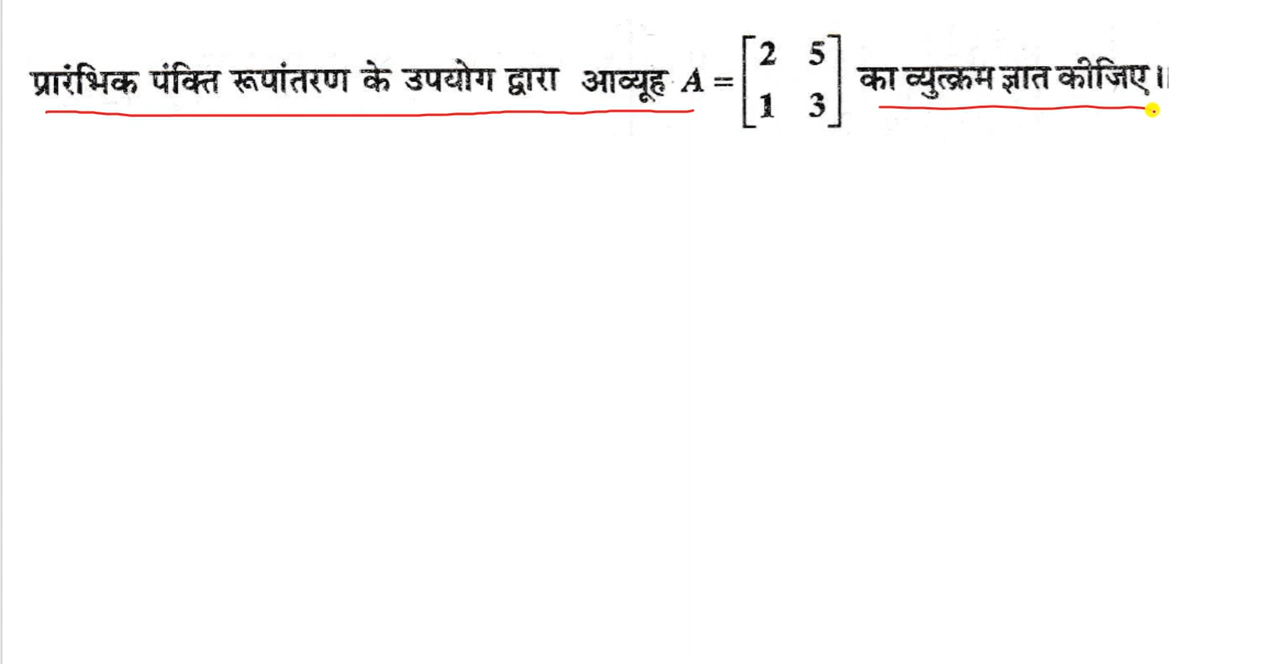 प्रारंभिक पंक्ति रूपांतरण के उपयोग द्वारा आव्यूह A = [2 5; 1 3] का व्युत्क्रम ज्ञात कीजिए।